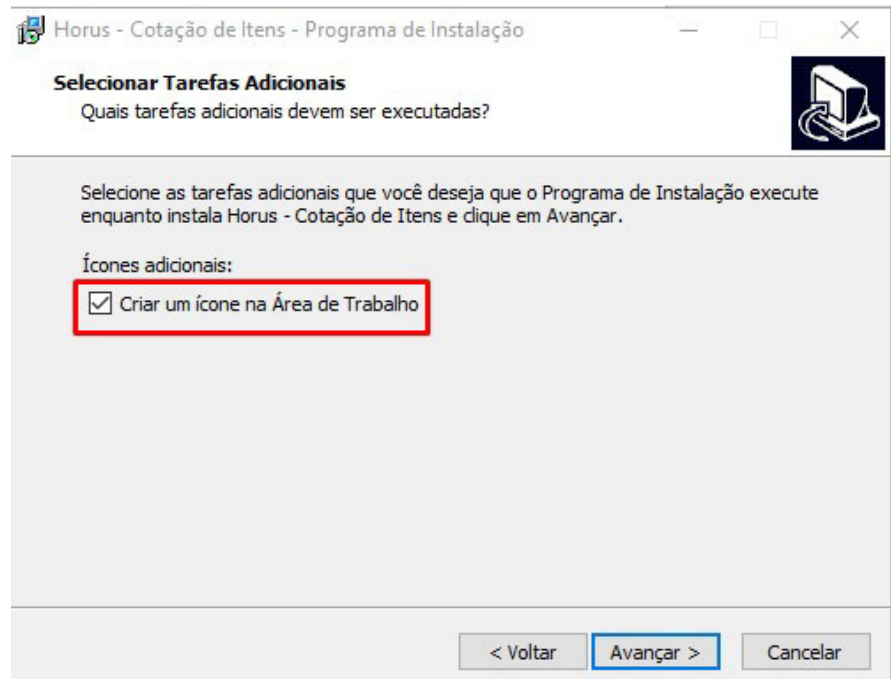 Horus - Cotação de Itens - Programa de Instalação
Selecionar Tarefas Adicionais
Quais tarefas adicionais devem ser executadas?
Selecione as tarefas adicionais que você deseja que o Programa de Instalação execute
enquanto instala Horus - Cotação de Itens e clique em Avançar.
Ícones adicionais:
Criar um ícone na Área de Trabalho
< Voltar
Avançar >
Cancelar